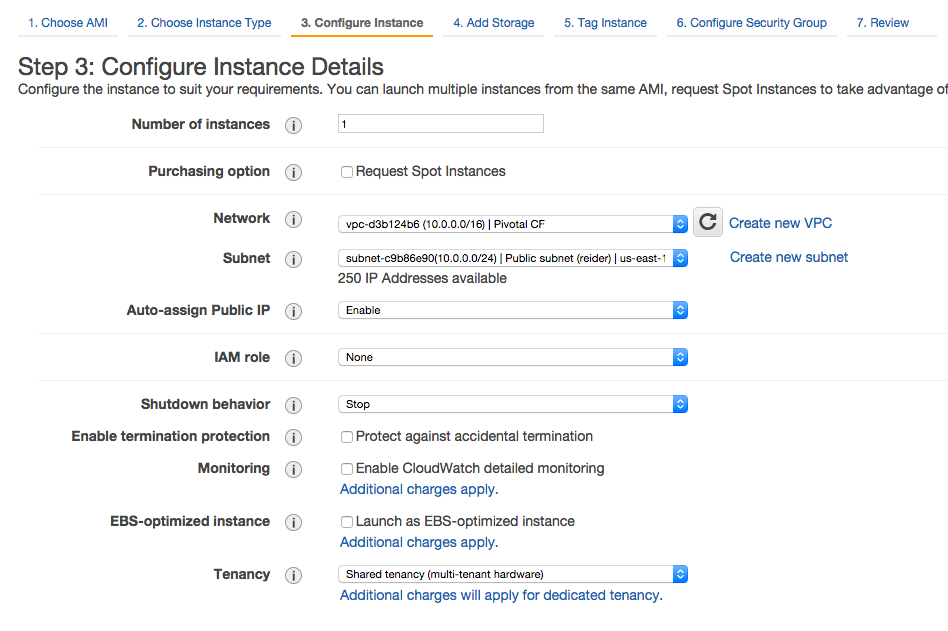 1. Choose AMI 2. Choose Instance Type 3. Configure Instance 4. Add Storage 5. Tag Instance 6. Configure Security Group 7. Review
Step 3: Configure Instance Details
Configure the instance to suit your requirements. You can launch multiple instances from the same AMI, request Spot Instances to take advantage of
Number of instances i 1
Purchasing option i Request Spot Instances
Network i vpc-d3b124b6 (10.0.0.0/16) | Pivotal CF Create new VPC
Subnet i subnet-c9b86e90(10.0.0.0/24) | Public subnet (reider) | us-east-1 Create new subnet
250 IP Addresses available
Auto-assign Public IP i Enable
IAM role i None
Shutdown behavior i Stop
Enable termination protection i Protect against accidental termination
Monitoring i Enable CloudWatch detailed monitoring
Additional charges apply.
EBS-optimized instance i Launch as EBS-optimized instance
Additional charges apply.
Tenancy i Shared tenancy (multi-tenant hardware)
Additional charges will apply for dedicated tenancy.